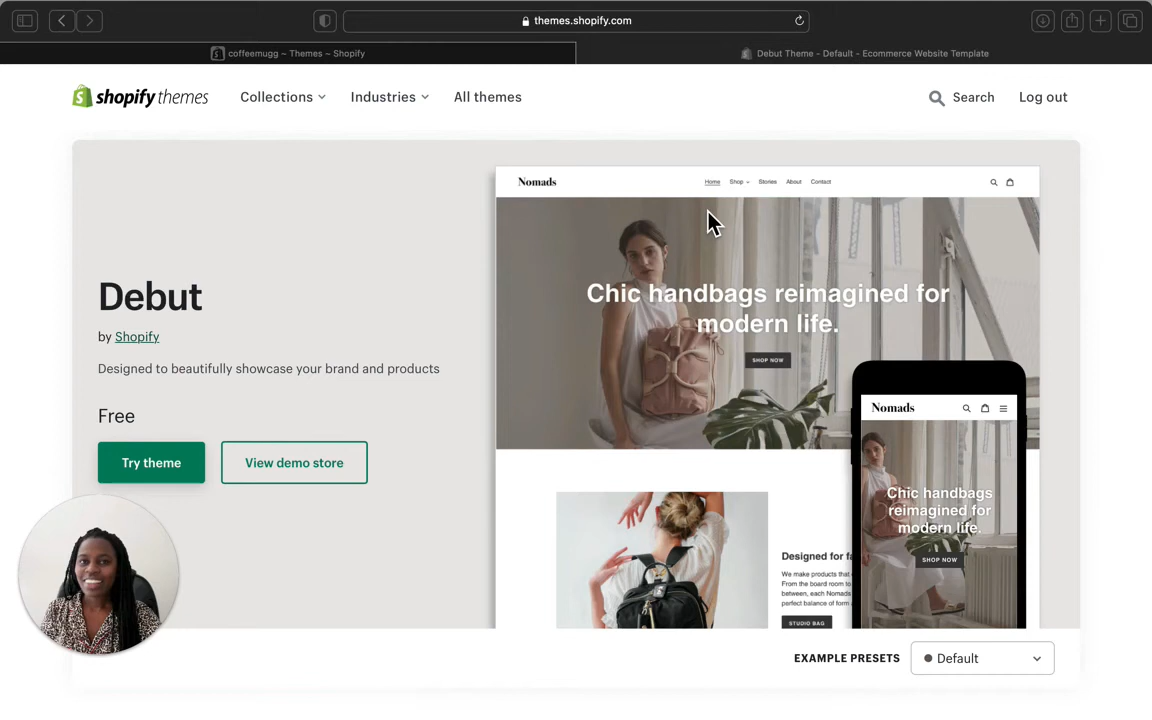 themes.shopify.com
coffeemugg ~ Themes ~ Shopify
Debut Theme - Default - Ecommerce Website Template
shopify themes
Collections
Industries
All themes
Search
Log out
Nomads
Home
Shop
Stories
About
Contact
Chic handbags reimagined for
modern life.
SHOP NOW
Debut
by Shopify
Designed to beautifully showcase your brand and products
Free
Try theme
View demo store
Designed for fa
We make products that
From the board room to
between, each Nomads
perfect balance of form
STUDIO BAG
Nomads
Chic handbags
reimagined for
modern life.
SHOP NOW
EXAMPLE PRESETS
Default